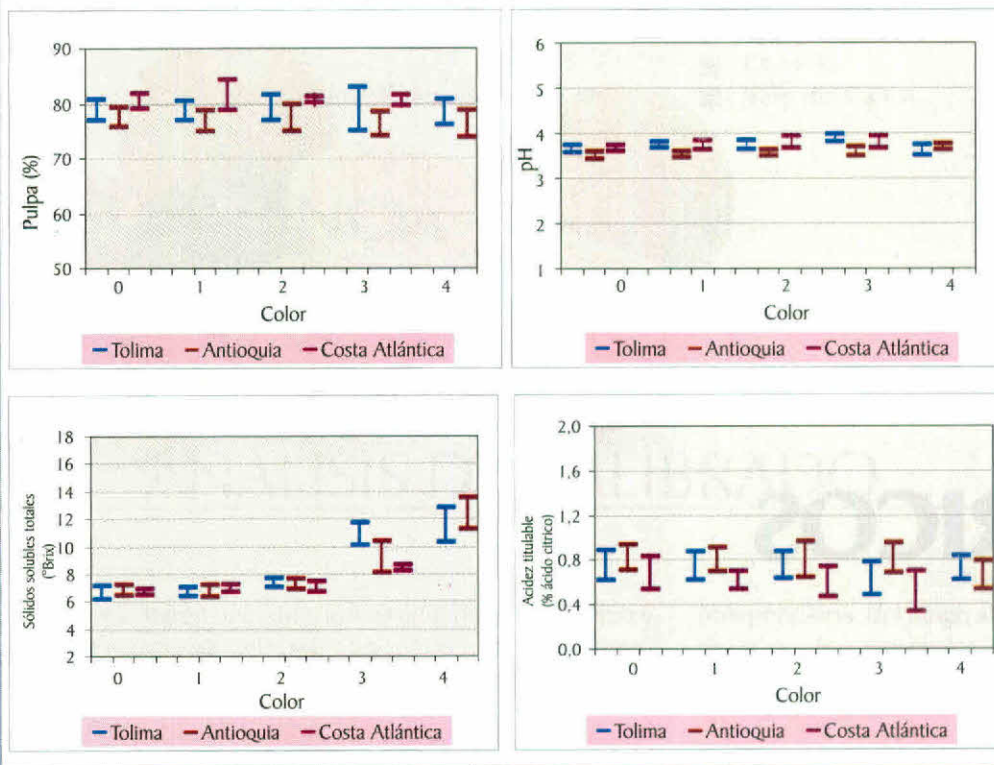 Pulpa (%)
90
80
70
60
50
0 1 2 3 4
Color
Tolima Antioquia Costa Atlántica
pH
6
5
4
3
2
1
0 1 2 3 4
Color
Tolima Antioquia Costa Atlántica
Sólidos solubles totales
(°Brix)
18
16
14
12
10
8
6
4
2
0 1 2 3 4
Color
Tolima Antioquia Costa Atlántica
Acidez titulable
(% ácido cítrico)
2,0
1,6
1,2
0,8
0,4
0,0
0 1 2 3 4
Color
Tolima Antioquia Costa Atlántica